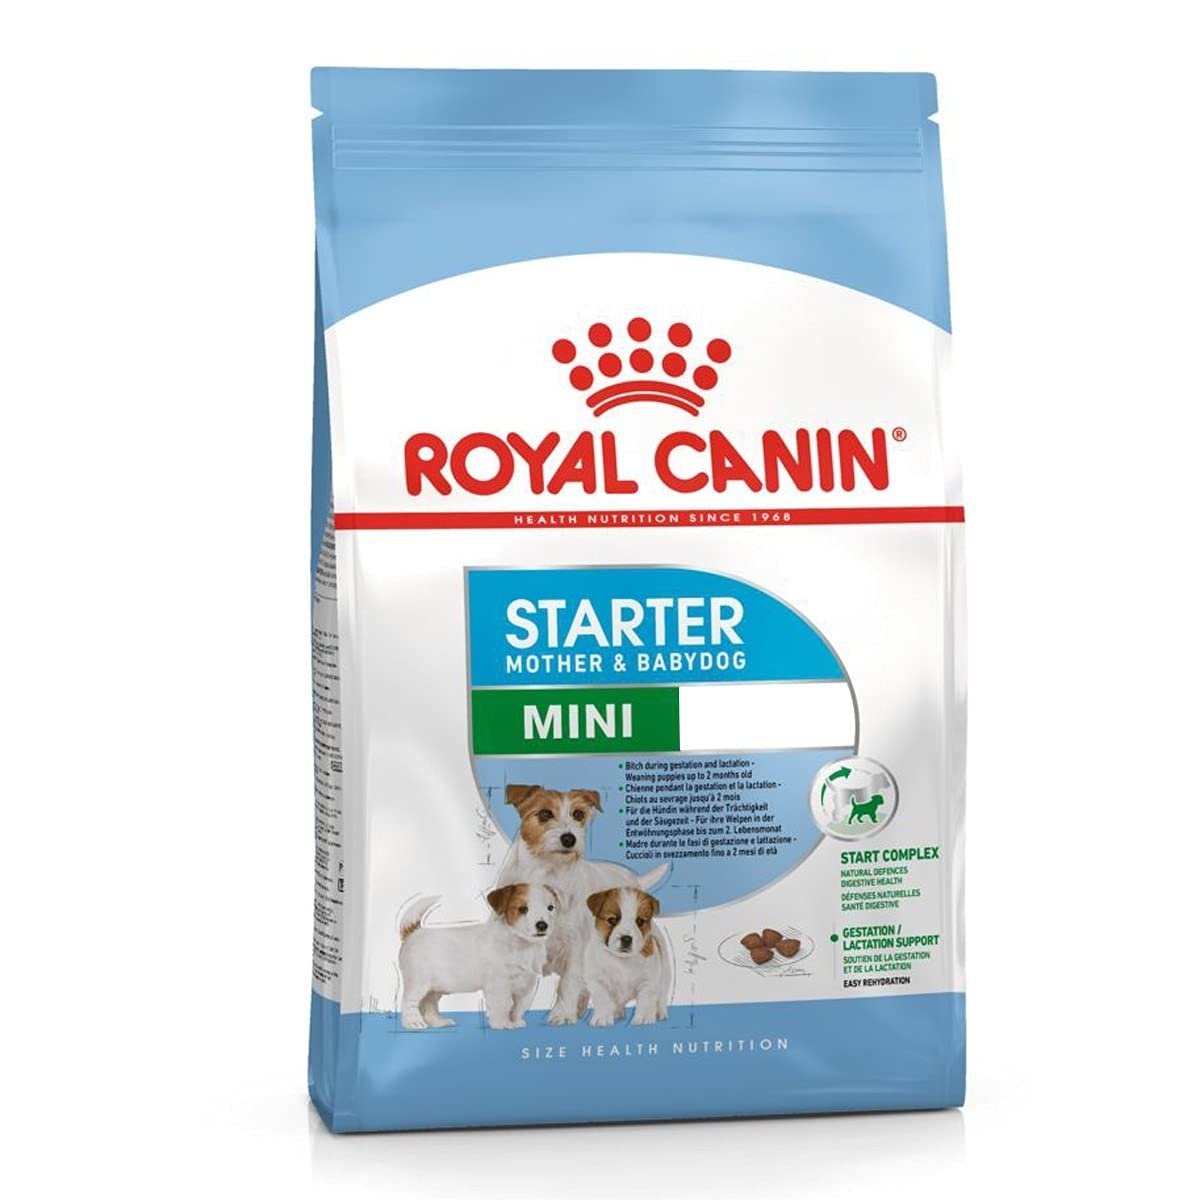 ROYAL CANIN®
HEALTH NUTRITION SINCE 1968
STARTER
MOTHER & BABYDOG
MINI
• Bitch during gestation and lactation -
Weaning puppies up to 2 months old
• Chienne pendant la gestation et la lactation -
Chiots au sevrage jusqu'à 2 mois
• Für die Hündin während der Trächtigkeit
und der Säugezeit - Für ihre Welpen in der
Entwöhnungsphase bis zum 2. Lebensmonat
• Madre durante le fasi di gestazione e lattazione -
Cuccioli in svezzamento fino a 2 mesi di età
START COMPLEX
NATURAL DEFENCES
DIGESTIVE HEALTH
DÉFENSES NATURELLES
SANTÉ DIGESTIVE
• GESTATION /
LACTATION SUPPORT
SOUTIEN DE LA GESTATION
ET DE LA LACTATION
EASY REHYDRATION
1cm
SIZE HEALTH NUTRITION